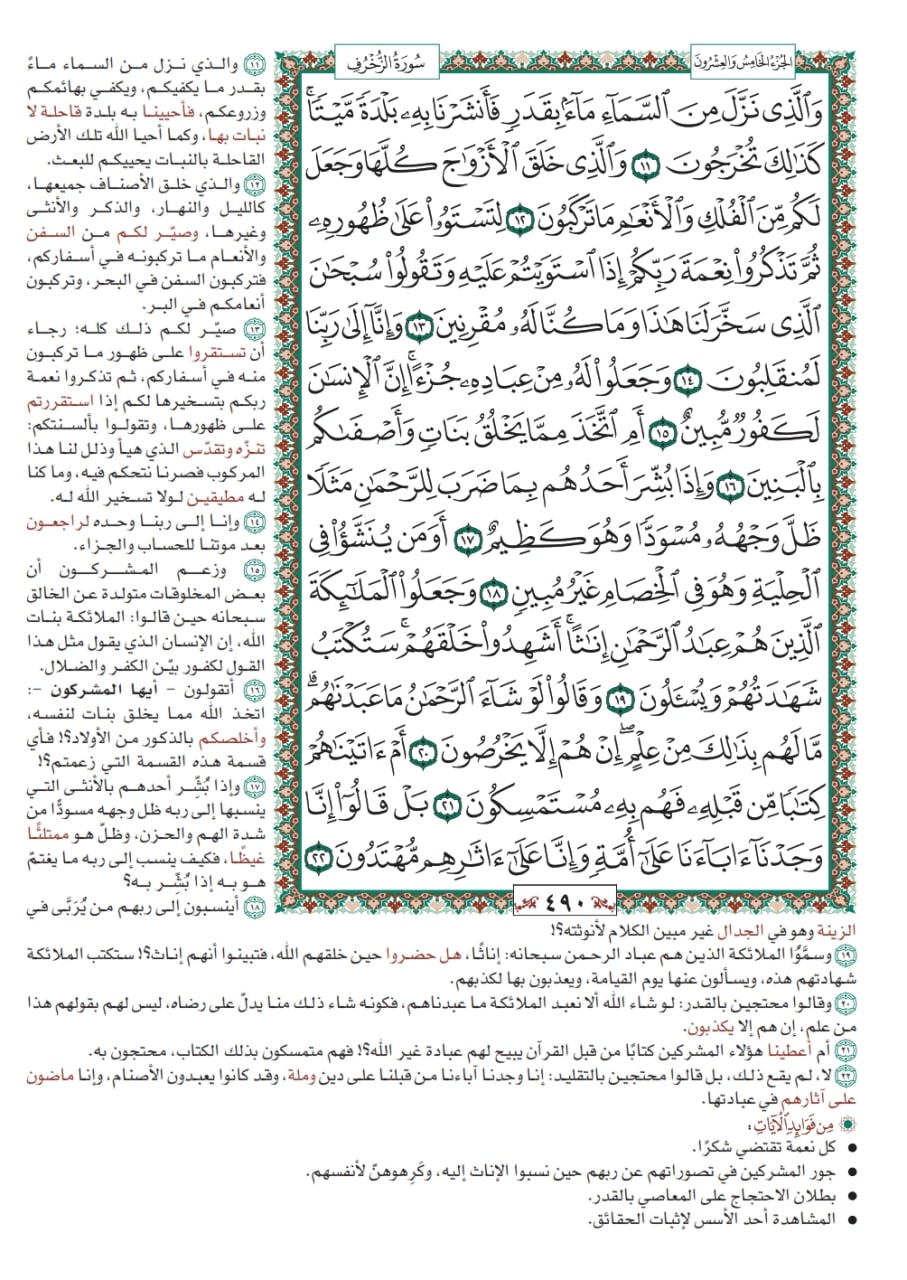 الجُزْءُ الخَامِسُ وَالعِشْرُونَ
سُورَةُ الزُّخْرُفِ
وَالَّذِي نَزَّلَ مِنَ السَّمَاءِ مَاءً بِقَدَرٍ فَأَنشَرْنَا بِهِ بَلْدَةً مَّيْتًا
كَذَٰلِكَ تُخْرَجُونَ ١١ وَالَّذِي خَلَقَ الْأَزْوَاجَ كُلَّهَا وَجَعَلَ
لَكُم مِّنَ الْفُلْكِ وَالْأَنْعَامِ مَا تَرْكَبُونَ ١٢ لِتَسْتَوُوا عَلَىٰ ظُهُورِهِ
ثُمَّ تَذْكُرُوا نِعْمَةَ رَبِّكُمْ إِذَا اسْتَوَيْتُمْ عَلَيْهِ وَتَقُولُوا سُبْحَانَ
الَّذِي سَخَّرَ لَنَا هَٰذَا وَمَا كُنَّا لَهُ مُقْرِنِينَ ١٣ وَإِنَّا إِلَىٰ رَبِّنَا
لَمُنقَلِبُونَ ١٤ وَجَعَلُوا لَهُ مِنْ عِبَادِهِ جُزْءًا ۚ إِنَّ الْإِنسَانَ
لَكَفُورٌ مُّبِينٌ ١٥ أَمِ اتَّخَذَ مِمَّا يَخْلُقُ بَنَاتٍ وَأَصْفَاكُم
بِالْبَنِينَ ١٦ وَإِذَا بُشِّرَ أَحَدُهُم بِمَا ضَرَبَ لِلرَّحْمَٰنِ مَثَلًا
ظَلَّ وَجْهُهُ مُسْوَدًّا وَهُوَ كَظِيمٌ ١٧ أَوَمَن يُنَشَّؤُا فِي
الْحِلْيَةِ وَهُوَ فِي الْخِصَامِ غَيْرُ مُبِينٍ ١٨ وَجَعَلُوا الْمَلَائِكَةَ
الَّذِينَ هُمْ عِبَادُ الرَّحْمَٰنِ إِنَاثًا ۚ أَشَهِدُوا خَلْقَهُمْ ۚ سَتُكْتَبُ
شَهَادَتُهُمْ وَيُسْـَٔلُونَ ١٩ وَقَالُوا لَوْ شَاءَ الرَّحْمَٰنُ مَا عَبَدْنَاهُم ۗ
مَّا لَهُم بِذَٰلِكَ مِنْ عِلْمٍ ۖ إِنْ هُمْ إِلَّا يَخْرُصُونَ ٢٠ أَمْ ءَاتَيْنَاهُمْ
كِتَابًا مِّن قَبْلِهِ فَهُم بِهِ مُسْتَمْسِكُونَ ٢١ بَلْ قَالُوا إِنَّا
وَجَدْنَا ءَابَاءَنَا عَلَىٰ أُمَّةٍ وَإِنَّا عَلَىٰ ءَاثَارِهِم مُّهْتَدُونَ ٢٢
٤٩٠
١١ والذي نزل من السماء ماءً
بقدر ما يكفيكم، ويكفي بهائمكم
وزروعكم، فأحيينا به بلدة قاحلة لا
نبات بها، وكما أحيا الله تلك الأرض
القاحلة بالنبات يحييكم للبعث.
١٢ والذي خلق الأصناف جميعها،
كالليل والنهار، والذكر والأنثى
وغيرها، وصيّر لكم من السفن
والأنعام ما تركبونه في أسفاركم،
فتركبون السفن في البحر، وتركبون
أنعامكم في البر.
١٣ صيّر لكم ذلك كله؛ رجاء
أن تستقروا على ظهور ما تركبون
منه في أسفاركم، ثم تذكروا نعمة
ربكم بتسخيرها لكم إذا استقررتم
على ظهورها، وتقولوا بألسنتكم:
تنزّه وتقدّس الذي هيأ وذلل لنا هذا
المركوب فصرنا نتحكم فيه، وما كنا
له مطيقين لولا تسخير الله له.
١٤ وإنا إلى ربنا وحده لراجعون
بعد موتنا للحساب والجزاء.
١٥ وزعم المشركون أن
بعض المخلوقات متولدة عن الخالق
سبحانه حين قالوا: الملائكة بنات
الله، إن الإنسان الذي يقول مثل هذا
القول لكفور بيّن الكفر والضلال.
١٦ أتقولون - أيها المشركون -:
اتخذ الله مما يخلق بنات لنفسه،
وأخلصكم بالذكور من الأولاد؟! فأي
قسمة هذه القسمة التي زعمتم؟!
١٧ وإذا بُشِّر أحدهم بالأنثى التي
ينسبها إلى ربه ظل وجهه مسودًّا من
شدة الهم والحزن، وظلّ هو ممتلئًا
غيظًا، فكيف ينسب إلى ربه ما يغتمّ
هو به إذا بُشِّر به؟
١٨ أينسبون إلى ربهم من يُرَبَّى في
الزينة وهو في الجدال غير مبين الكلام لأنوثته؟!
١٩ وسمَّوُا الملائكة الذين هم عباد الرحمن سبحانه: إناثًا، هل حضروا حين خلقهم الله، فتبينوا أنهم إناث؟! ستكتب الملائكة
شهادتهم هذه، ويسألون عنها يوم القيامة، ويعذبون بها لكذبهم.
٢٠ وقالوا محتجين بالقدر: لو شاء الله ألا نعبد الملائكة ما عبدناهم، فكونه شاء ذلك منا يدلّ على رضاه، ليس لهم بقولهم هذا
من علم، إن هم إلا يكذبون.
٢١ أم أعطينا هؤلاء المشركين كتابًا من قبل القرآن يبيح لهم عبادة غير الله؟! فهم متمسكون بذلك الكتاب، محتجون به.
٢٢ لا، لم يقع ذلك، بل قالوا محتجين بالتقليد: إنا وجدنا آباءنا من قبلنا على دين وملة، وقد كانوا يعبدون الأصنام، وإنا ماضون
على آثارهم في عبادتها.
مِن فَوَائِدِ الْآيَاتِ:
• كل نعمة تقتضي شكرًا.
• جور المشركين في تصوراتهم عن ربهم حين نسبوا الإناث إليه، وكَرِهوهنّ لأنفسهم.
• بطلان الاحتجاج على المعاصي بالقدر.
• المشاهدة أحد الأسس لإثبات الحقائق.